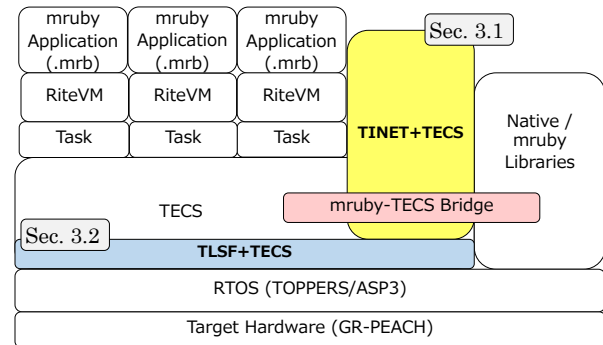 mruby
Application
(.mrb)
mruby
Application
(.mrb)
mruby
Application
(.mrb)
Sec. 3.1
RiteVM
RiteVM
RiteVM
Task
Task
Task
TINET+TECS
Native /
mruby
Libraries
TECS
mruby-TECS Bridge
Sec. 3.2
TLSF+TECS
RTOS (TOPPERS/ASP3)
Target Hardware (GR-PEACH)